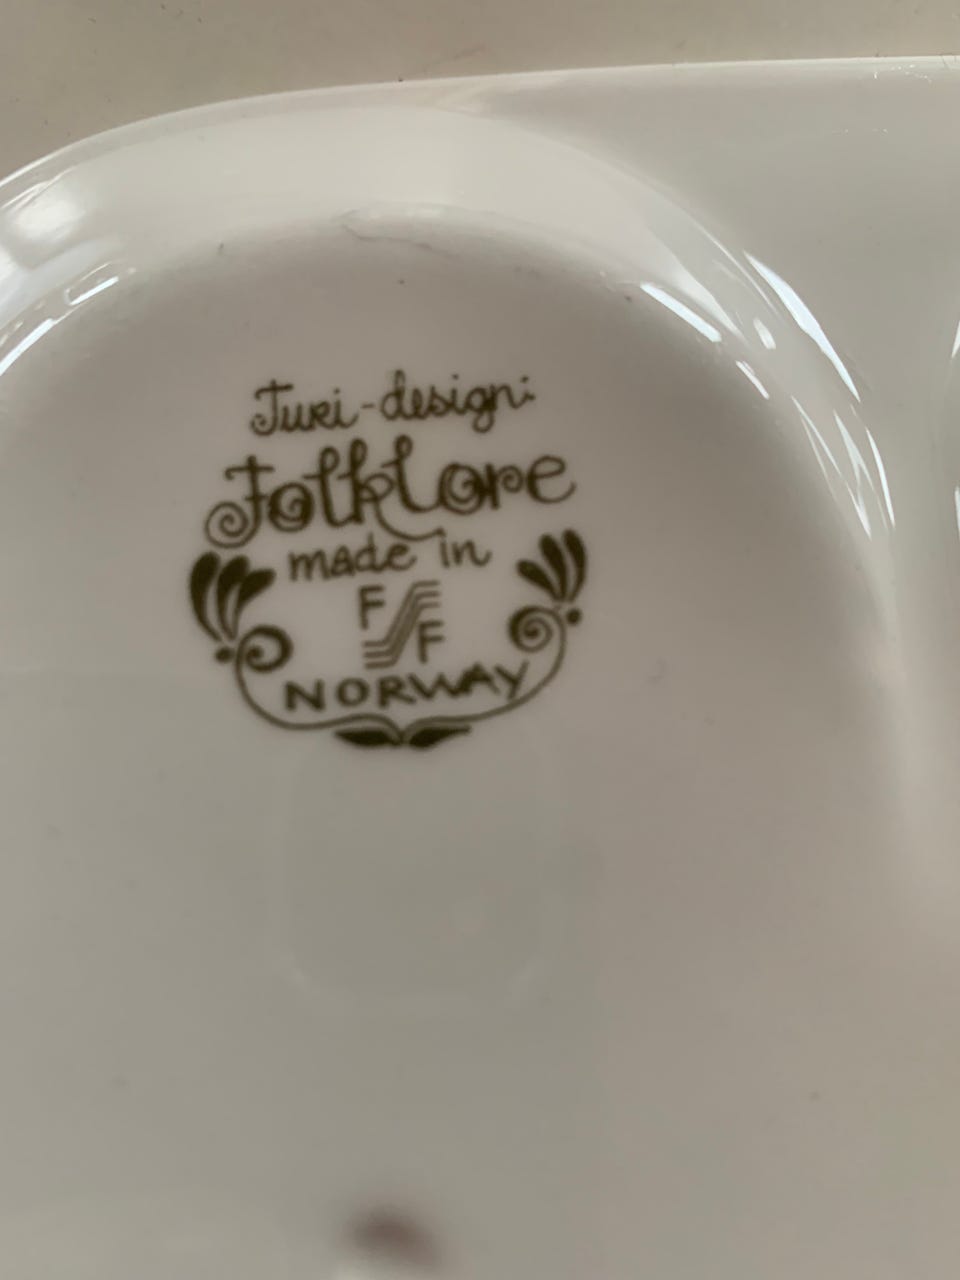 Turi-design:
Folklore
made in
F
F
NORWAY